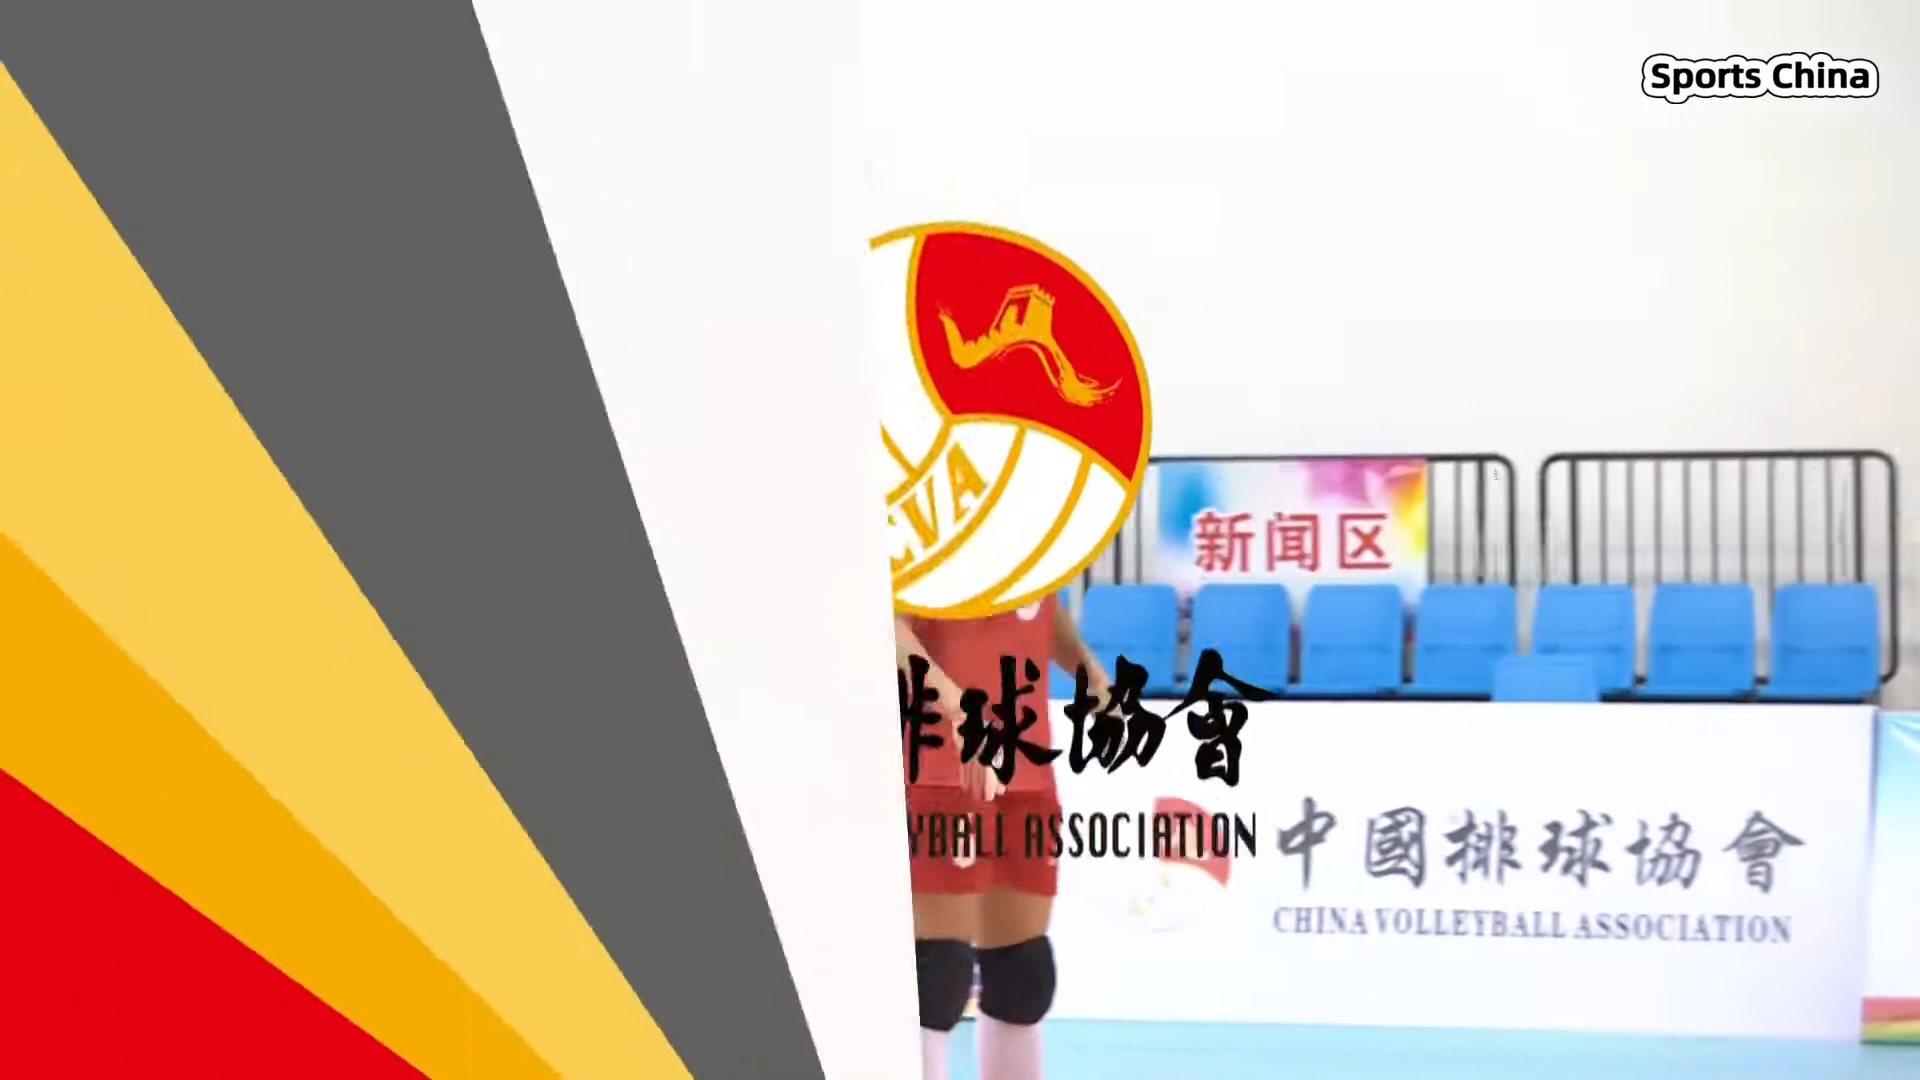 Sports China
新闻区
排球協會
YBALL ASSOCIATION
中國排球協會
CHINA VOLLEYBALL ASSOCIATION